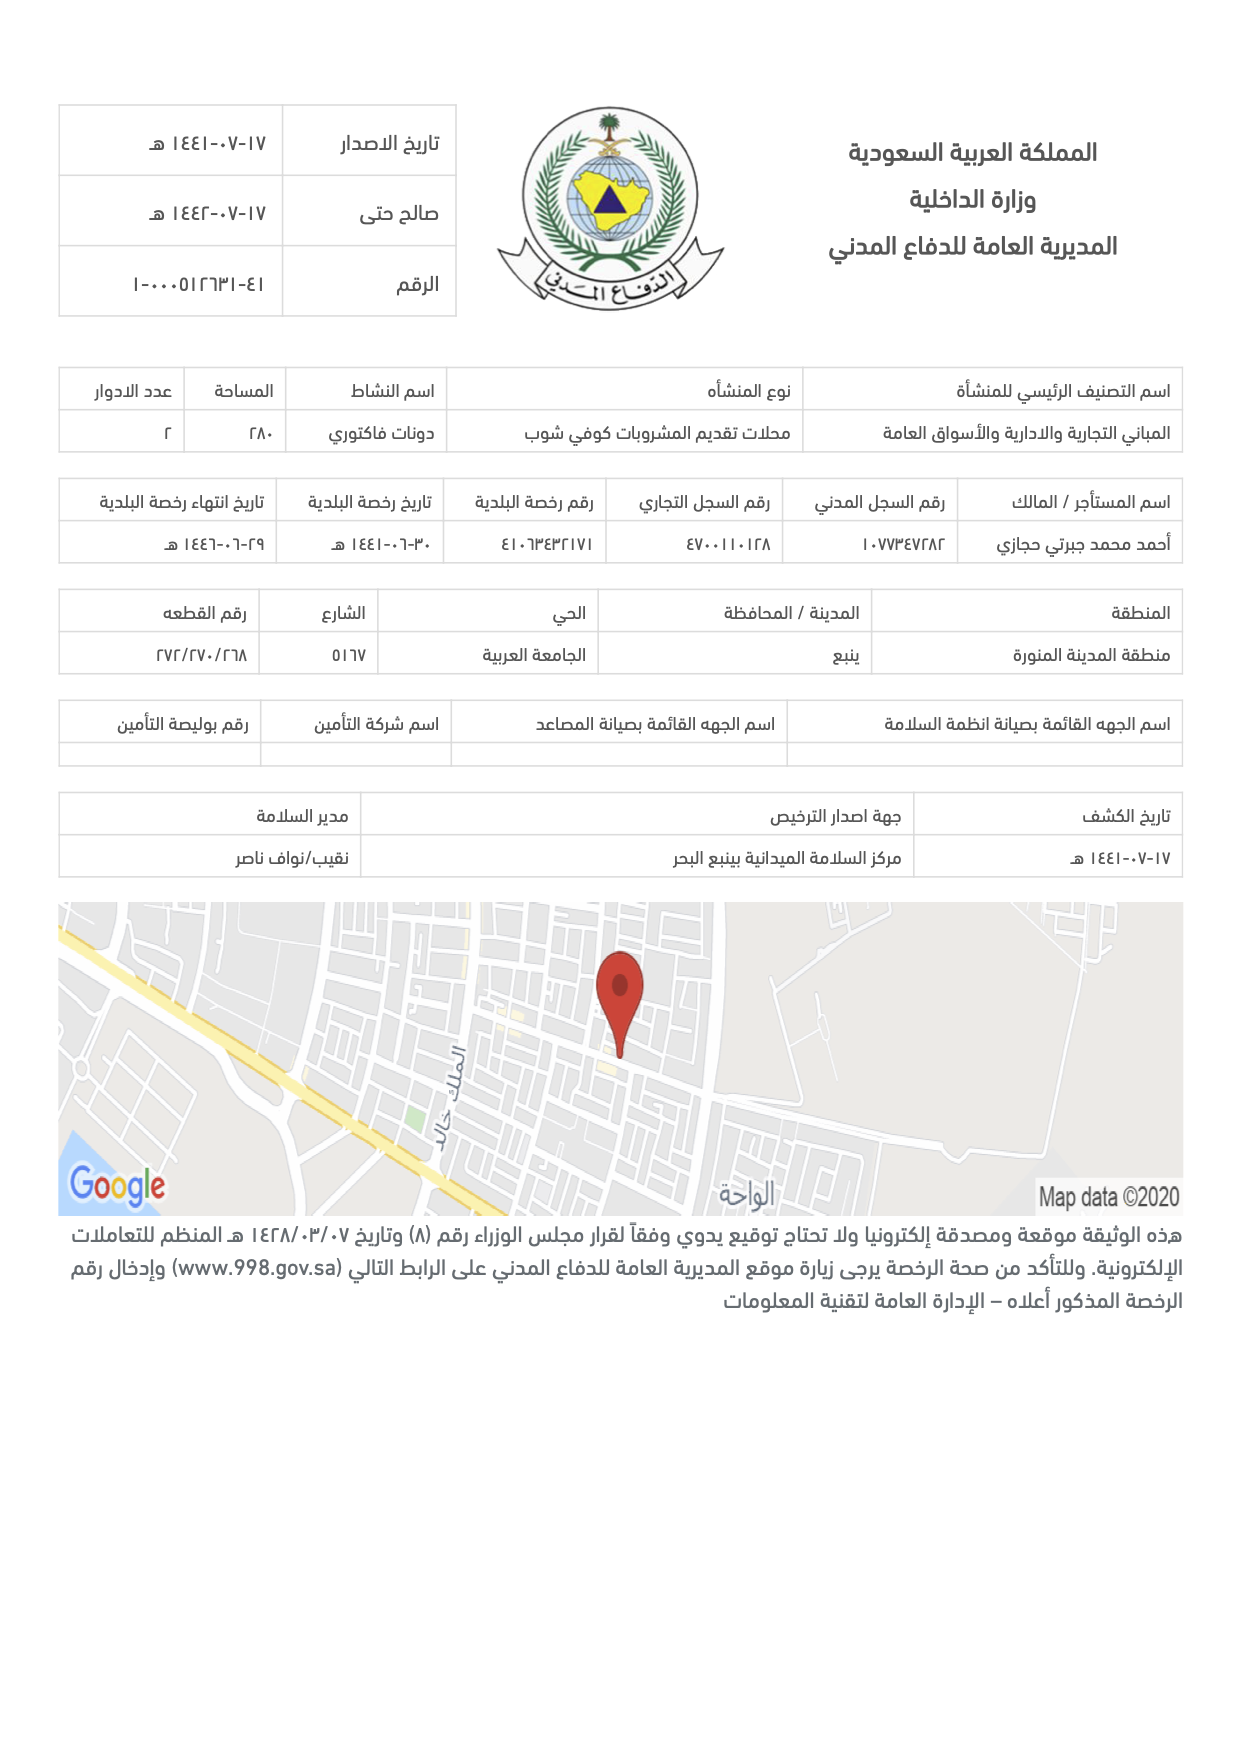 المملكة العربية السعودية
وزارة الداخلية
المديرية العامة للدفاع المدني
الدفاع المدني
تاريخ الاصدار ١٧-٠٧-١٤٤١ هـ
صالح حتى ١٧-٠٧-١٤٤٢ هـ
الرقم ٤١-٠٠٠٥١٢٦٣١-١
اسم التصنيف الرئيسي للمنشأة نوع المنشأه اسم النشاط المساحة عدد الادوار
المباني التجارية والادارية والأسواق العامة محلات تقديم المشروبات كوفي شوب دونات فاكتوري ٢٨٠ ٢
اسم المستأجر / المالك رقم السجل المدني رقم السجل التجاري رقم رخصة البلدية تاريخ رخصة البلدية تاريخ انتهاء رخصة البلدية
أحمد محمد جبرتي حجازي ١٠٧٧٣٤٧٢٨٢ ٤٧٠٠١١٠١٢٨ ٤١٠٦٣٤٣٢١٧١ ٣٠-٠٦-١٤٤١ هـ ٢٩-٠٦-١٤٤٦ هـ
المنطقة المدينة / المحافظة الحي الشارع رقم القطعه
منطقة المدينة المنورة ينبع الجامعة العربية ٥١٦٧ ٢٧٢/٢٧٠/٢٦٨
اسم الجهه القائمة بصيانة انظمة السلامة اسم الجهه القائمة بصيانة المصاعد اسم شركة التأمين رقم بوليصة التأمين
تاريخ الكشف جهة اصدار الترخيص مدير السلامة
١٧-٠٧-١٤٤١ هـ مركز السلامة الميدانية بينبع البحر نقيب/نواف ناصر
الملك خالد
الواحة
Google
Map data ©2020
هذه الوثيقة موقعة ومصدقة إلكترونيا ولا تحتاج توقيع يدوي وفقاً لقرار مجلس الوزراء رقم (٨) وتاريخ ١٤٢٨/٠٣/٠٧ هـ المنظم للتعاملات
الإلكترونية. وللتأكد من صحة الرخصة يرجى زيارة موقع المديرية العامة للدفاع المدني على الرابط التالي (www.998.gov.sa) وإدخال رقم
الرخصة المذكور أعلاه – الإدارة العامة لتقنية المعلومات